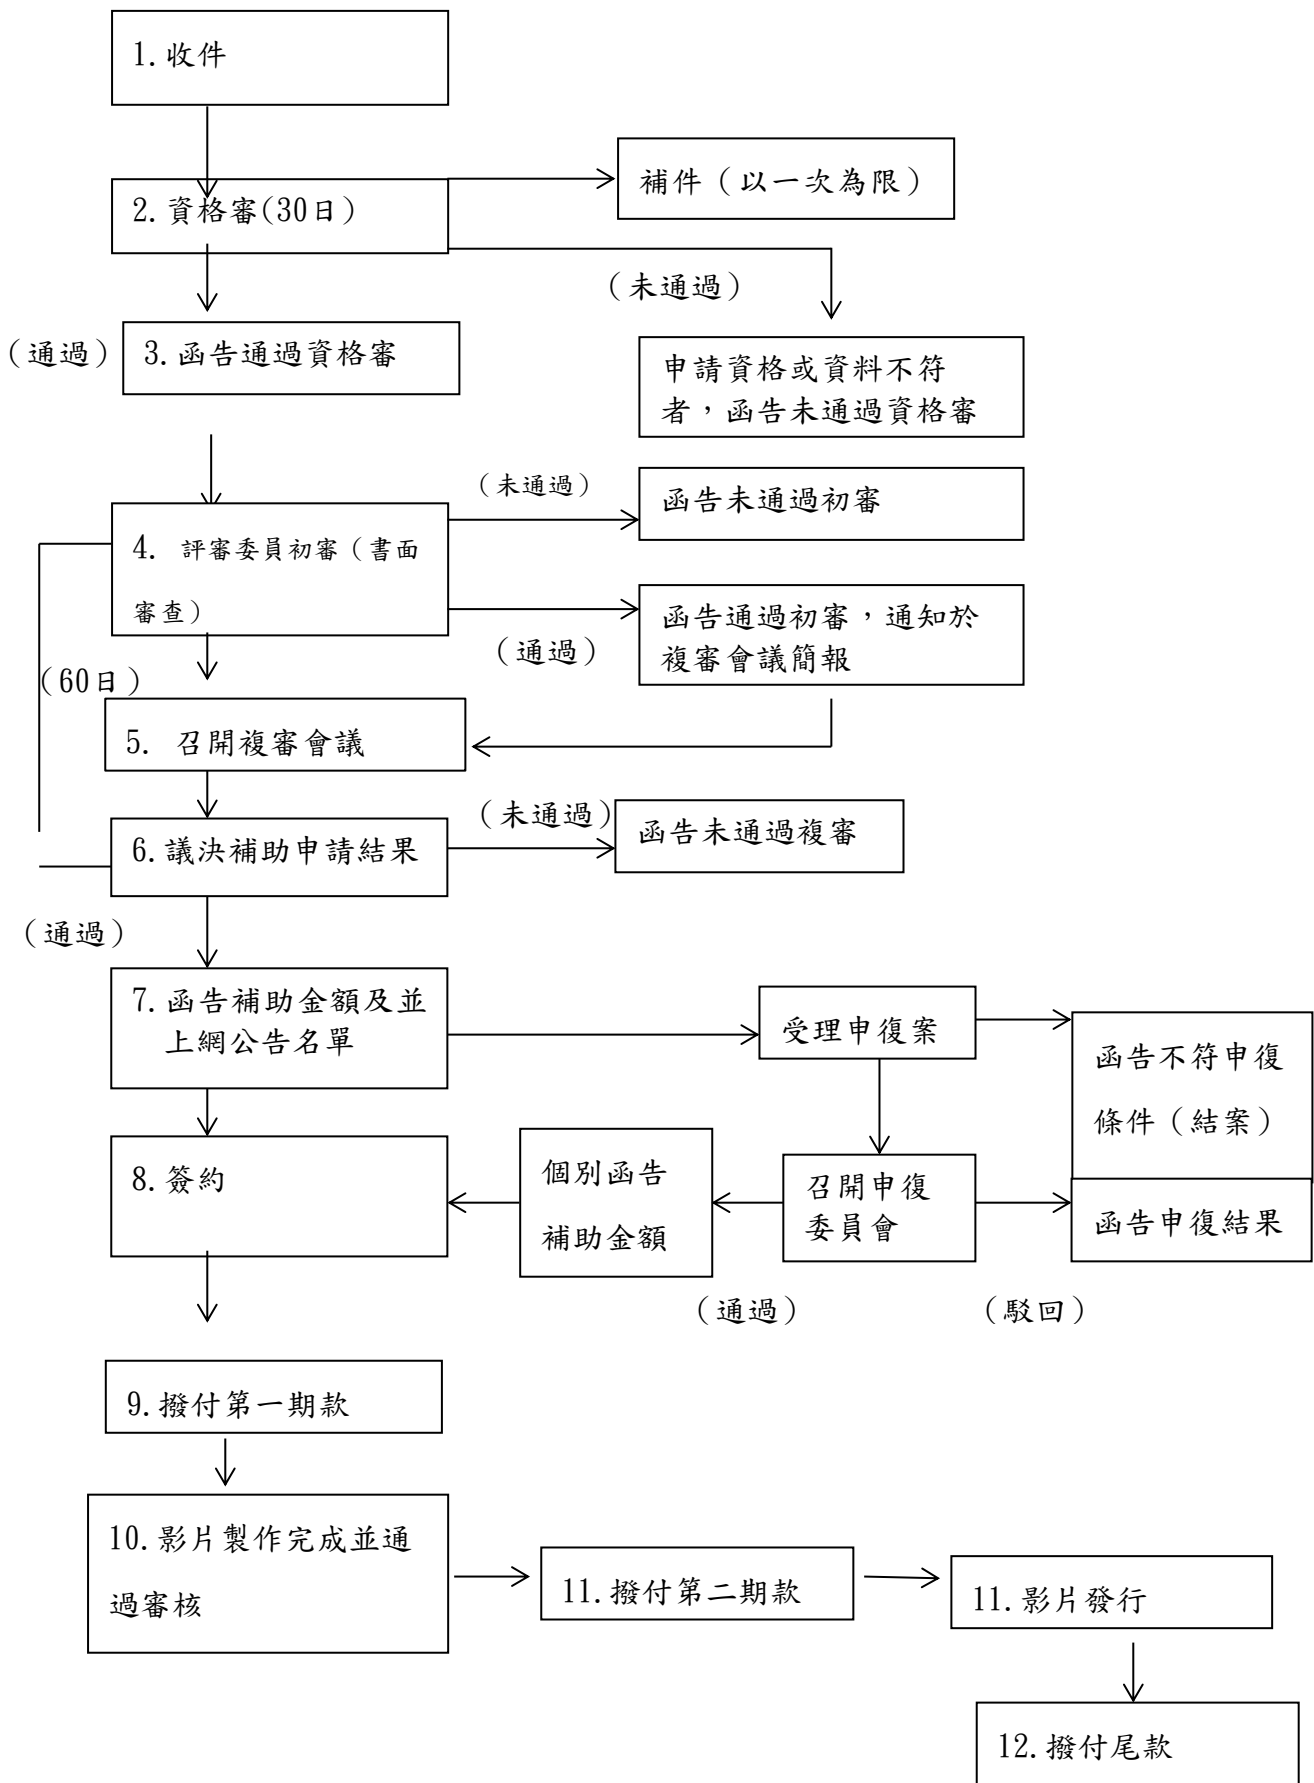 1.收件
補件（以一次為限）
2.資格審(30日)
（未通過）
（通過）
3.函告通過資格審
申請資格或資料不符
者，函告未通過資格審
（未通過）
函告未通過初審
4. 評審委員初審（書面
審查）
（通過）
函告通過初審，通知於
複審會議簡報
(60日)
5. 召開複審會議
（未通過）
函告未通過複審
6.議決補助申請結果
（通過）
7.函告補助金額及並
上網公告名單
受理申復案
函告不符申復
條件（結案）
8.簽約
個別函告
補助金額
召開申復
委員會
函告申復結果
（通過）
（駁回）
9.撥付第一期款
10.影片製作完成並通
過審核
11.撥付第二期款
11.影片發行
12.撥付尾款